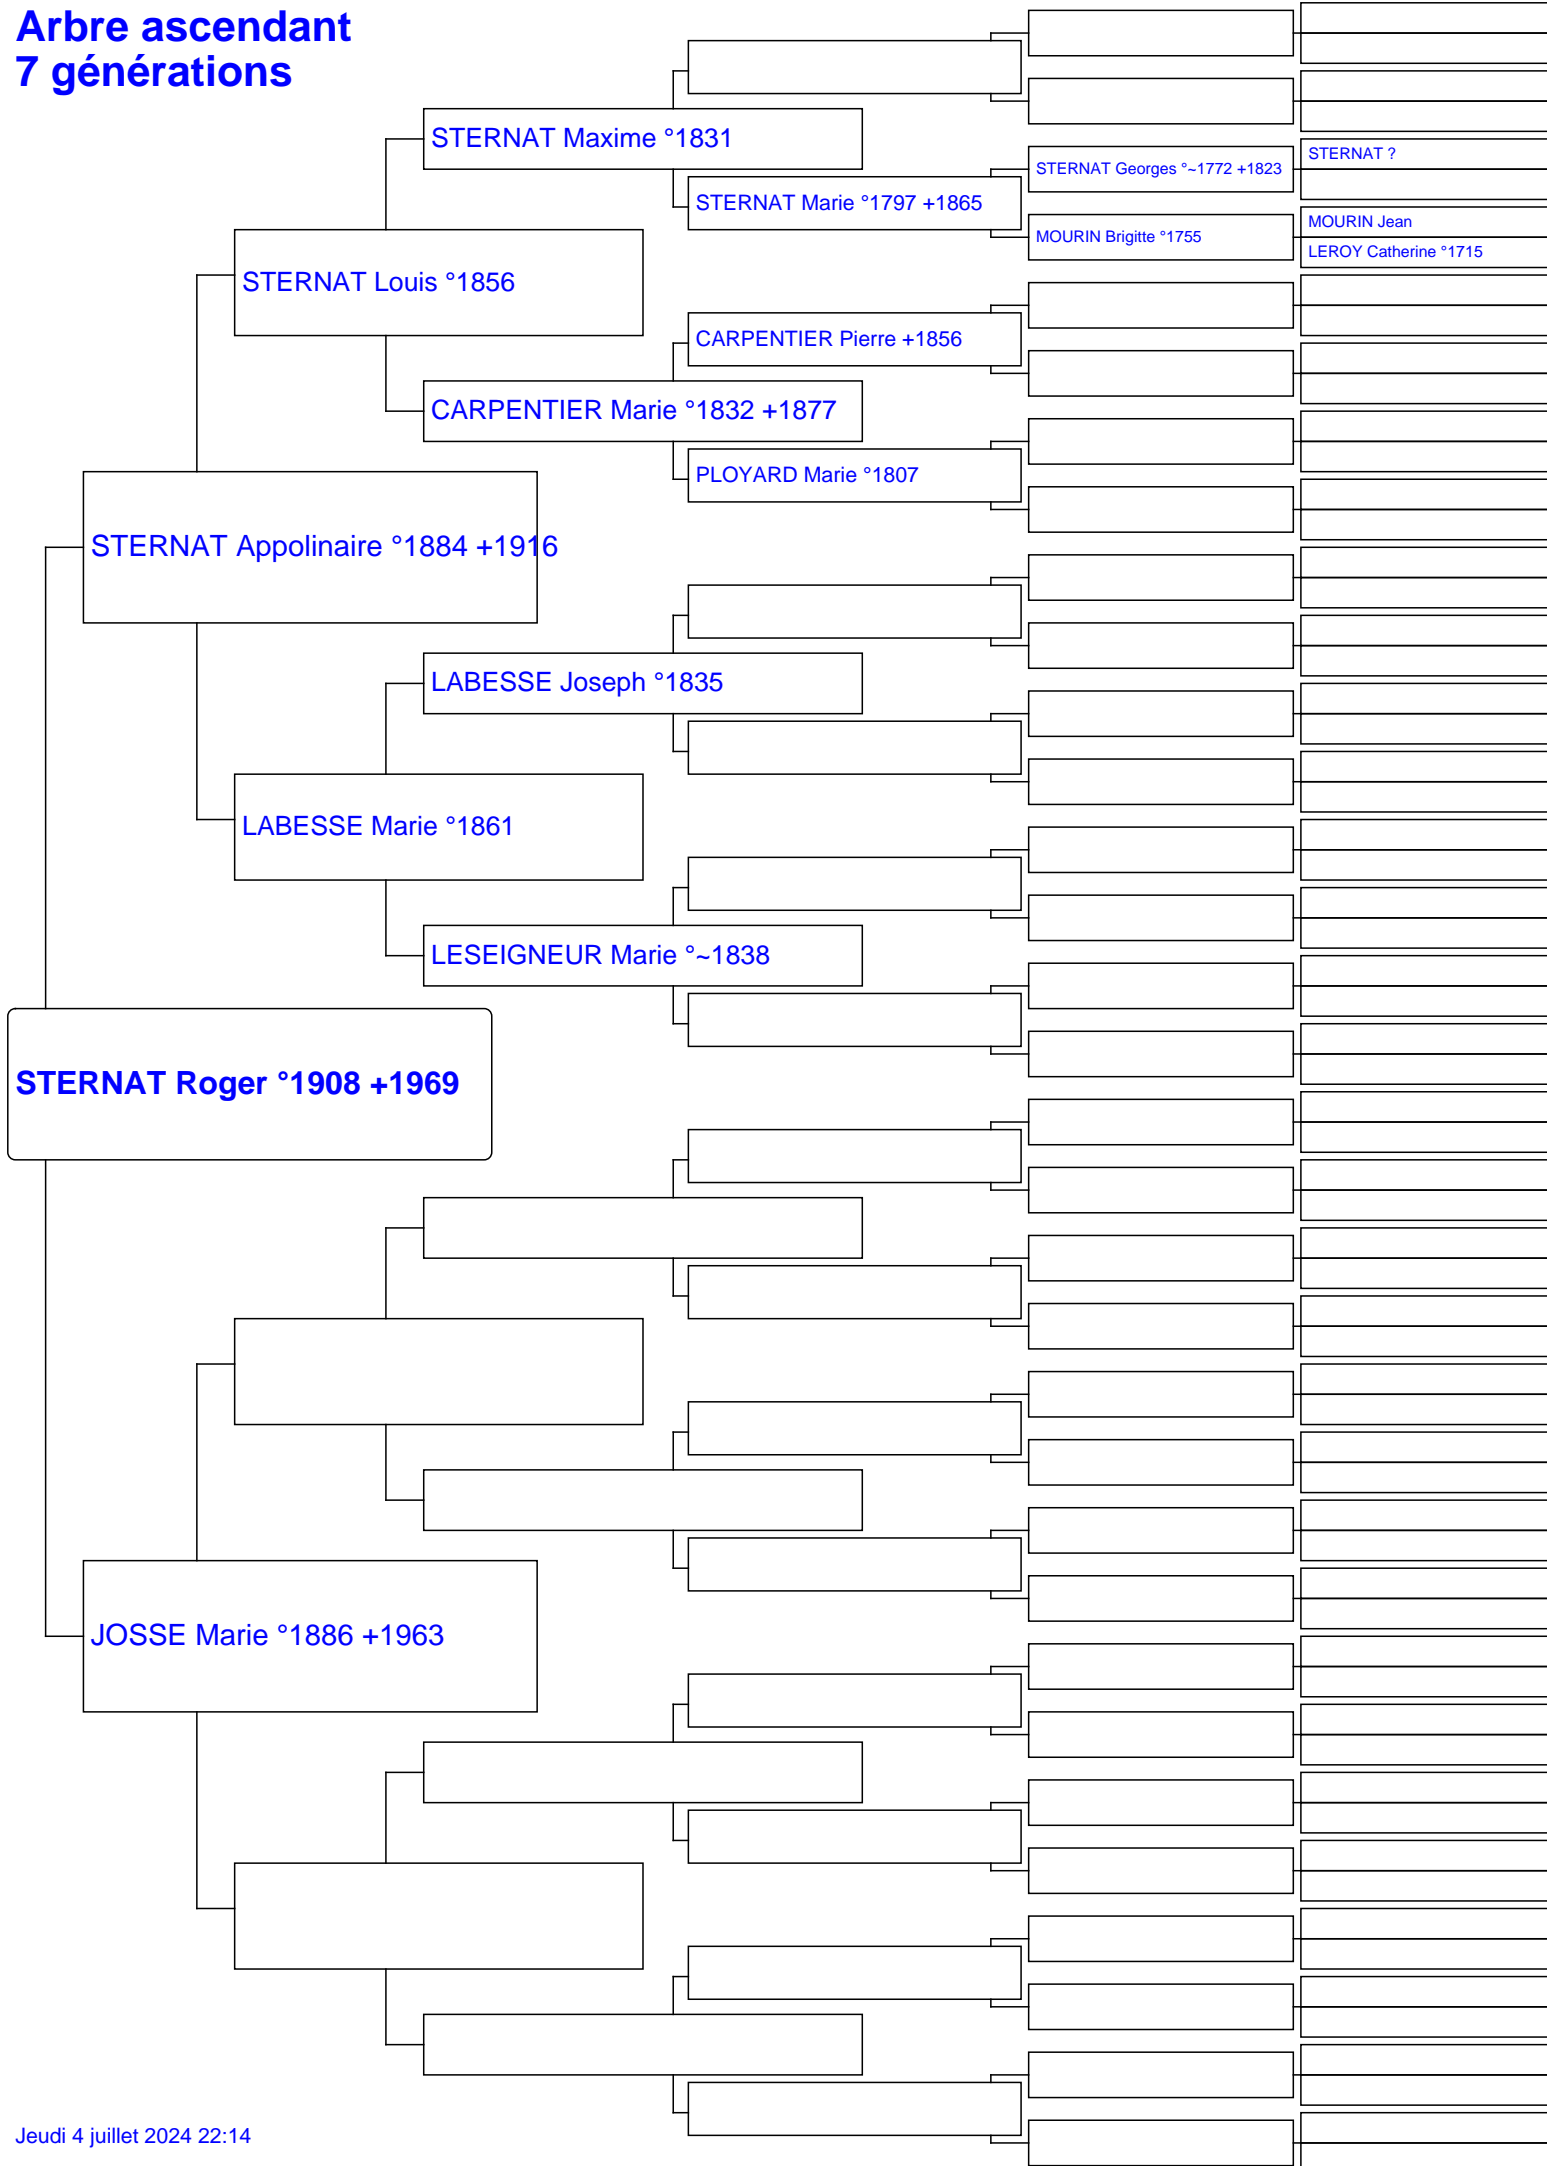 Arbre ascendant
7 générations
STERNAT Maxime °1831
STERNAT Georges °~1772 +1823
STERNAT ?
STERNAT Marie °1797 +1865
MOURIN Jean
MOURIN Brigitte °1755
LEROY Catherine °1715
STERNAT Louis °1856
CARPENTIER Pierre +1856
CARPENTIER Marie °1832 +1877
PLOYARD Marie °1807
STERNAT Appolinaire °1884 +1916
LABESSE Joseph °1835
LABESSE Marie °1861
LESEIGNEUR Marie °~1838
STERNAT Roger °1908 +1969
JOSSE Marie °1886 +1963
Jeudi 4 juillet 2024 22:14